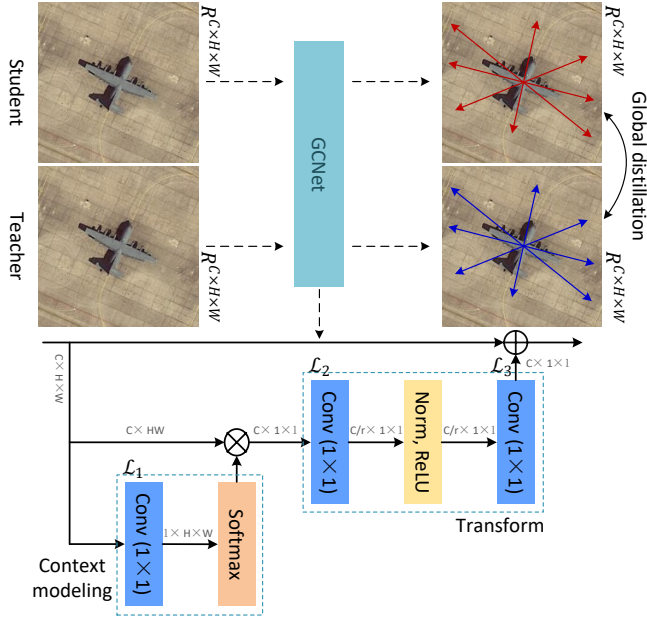 Student
R^{C×H×W}
GCNet
R^{C×H×W}
Global distillation
Teacher
R^{C×H×W}
R^{C×H×W}
C × H × W
ℒ₂
ℒ₃
C × 1 × 1
C × HW
C × 1 × 1
Conv (1 × 1)
C/r × 1 × 1
Norm, ReLU
C/r × 1 × 1
Conv (1 × 1)
ℒ₁
Transform
Conv (1 × 1)
1 × H × W
Softmax
Context
modeling